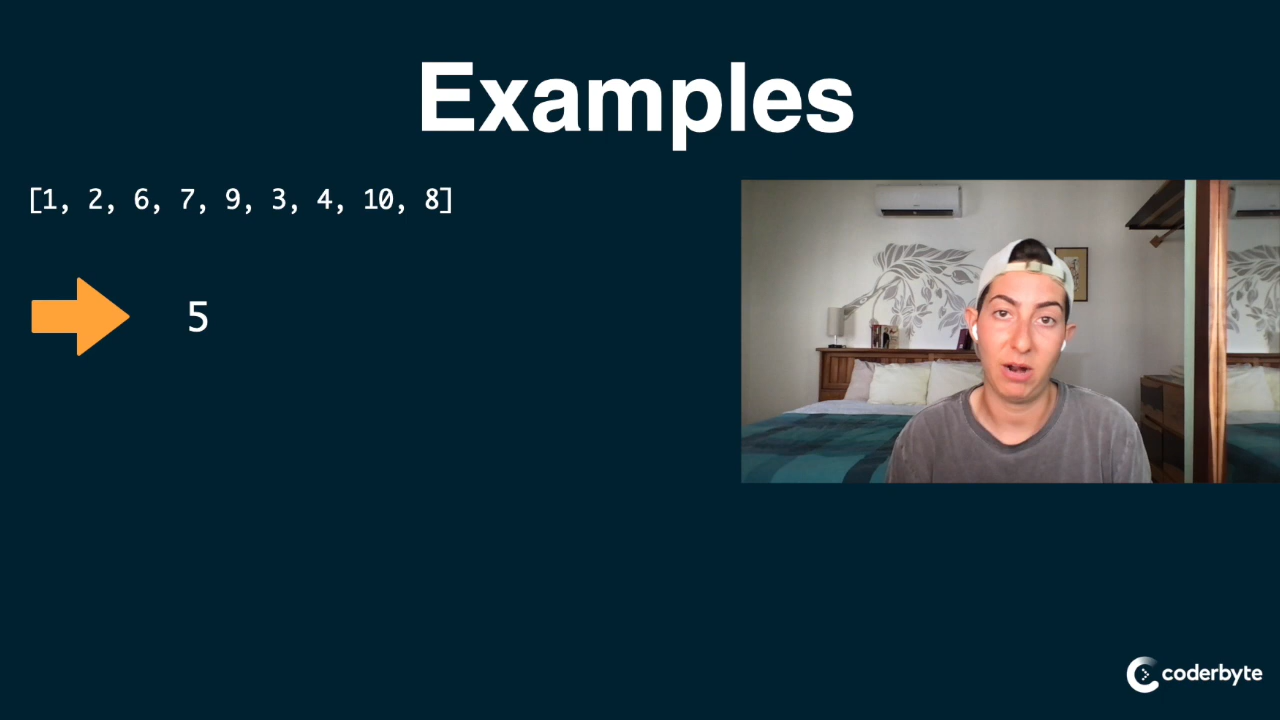 Examples
[1, 2, 6, 7, 9, 3, 4, 10, 8]
5
coderbyte